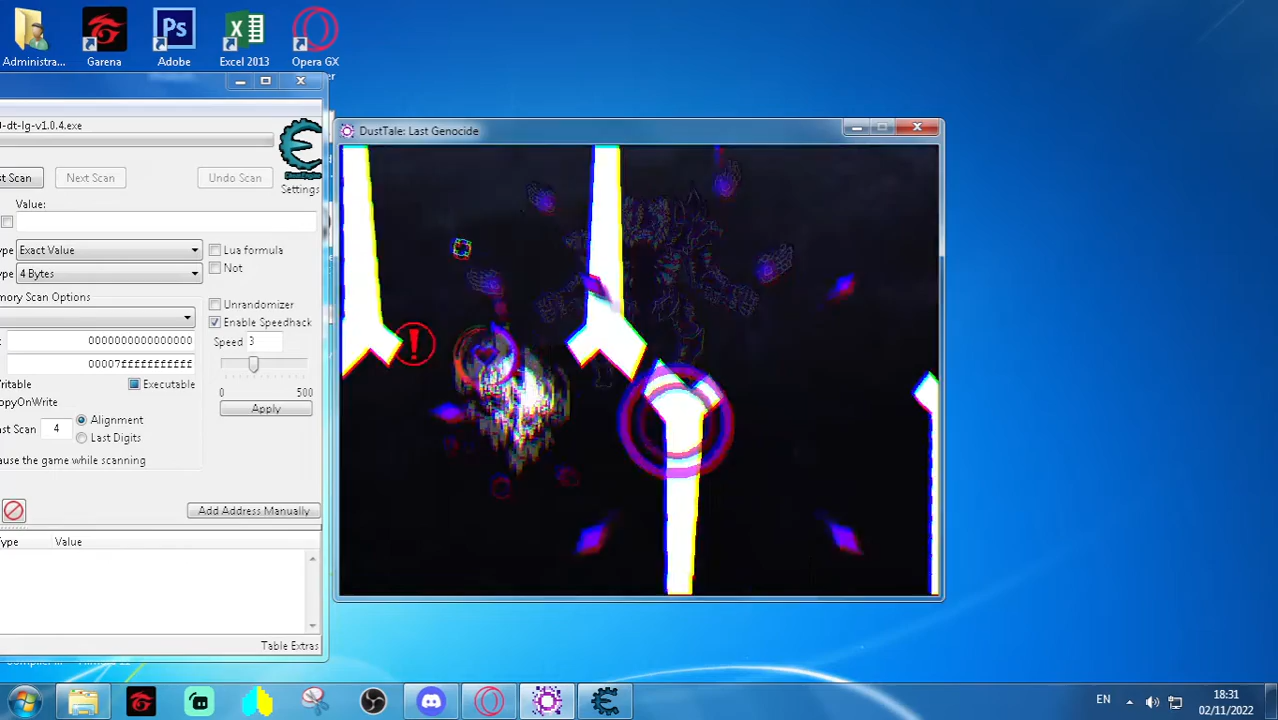 Administra...
Garena
Adobe
Excel 2013
Opera GX
-dt-lg-v1.0.4.exe
st Scan
Next Scan
Undo Scan
Settings
Value:
Exact Value
Lua formula
4 Bytes
Not
mory Scan Options
Unrandomizer
Enable Speedhack
0000000000000000
Speed
3
00007fffffffffff
Executable
0
500
opyOnWrite
Apply
ast Scan
4
Alignment
Last Digits
ause the game while scanning
Add Address Manually
Value
Table Extras
DustTale: Last Genocide
!
EN
18:31
02/11/2022